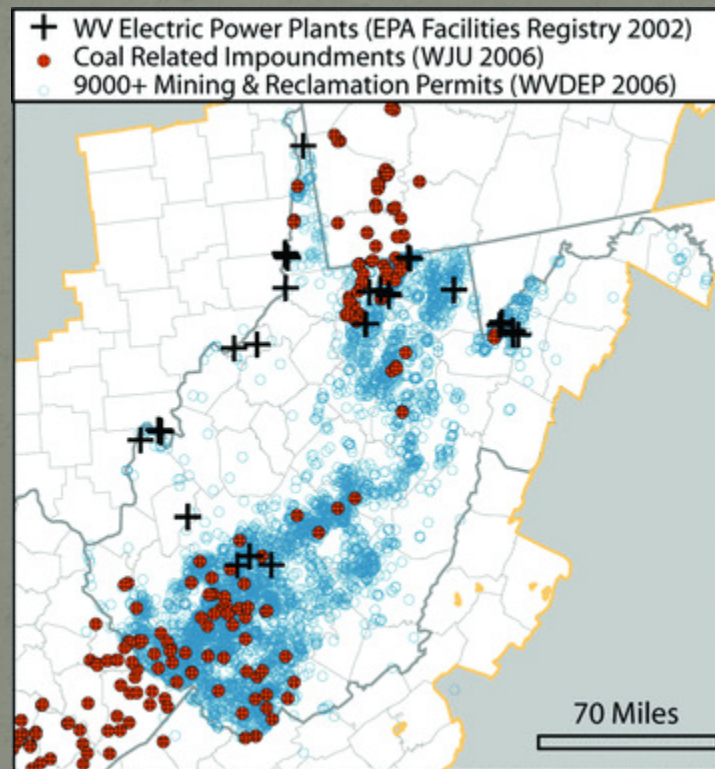 WV Electric Power Plants (EPA Facilities Registry 2002)
Coal Related Impoundments (WJU 2006)
9000+ Mining & Reclamation Permits (WVDEP 2006)
70 Miles